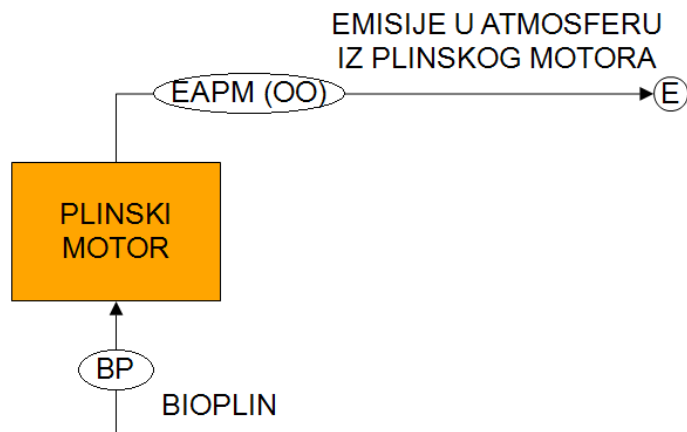 EMISIJE U ATMOSFERU
IZ PLINSKOG MOTORA
EAPM (OO)
E
PLINSKI
MOTOR
BP
BIOPLIN